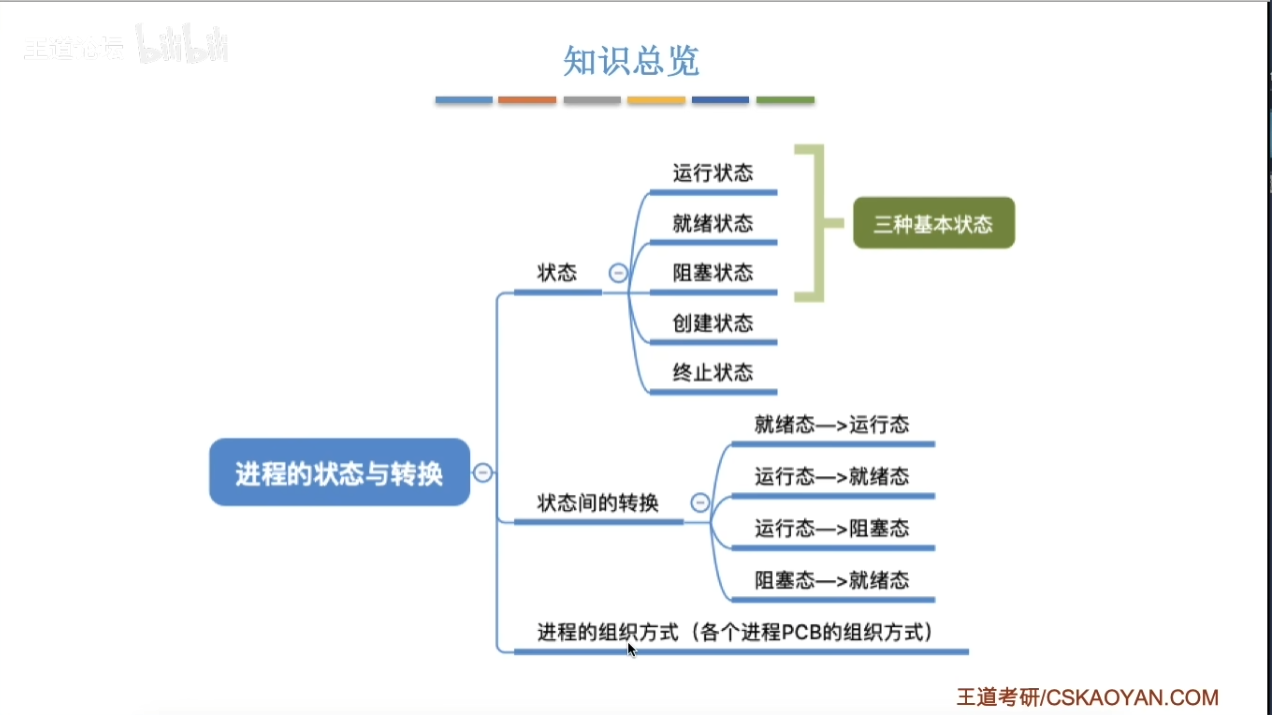 王道论坛 bilibili
知识总览
运行状态
就绪状态
三种基本状态
状态
阻塞状态
创建状态
终止状态
就绪态—>运行态
进程的状态与转换
运行态—>就绪态
状态间的转换
运行态—>阻塞态
阻塞态—>就绪态
进程的组织方式（各个进程PCB的组织方式）
王道考研/CSKAOYAN.COM